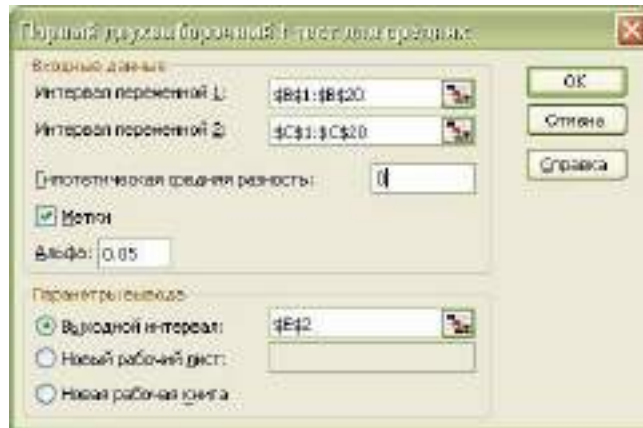 Парный двухвыборочный t-тест для средних
Входные данные
Интервал переменной 1: $B$1:$B$20
Интервал переменной 2: $C$1:$C$20
Гипотетическая средняя разность: 0
Метки
Альфа: 0,05
OK
Отмена
Справка
Параметры вывода
Выходной интервал: $E$2
Новый рабочий лист:
Новая рабочая книга